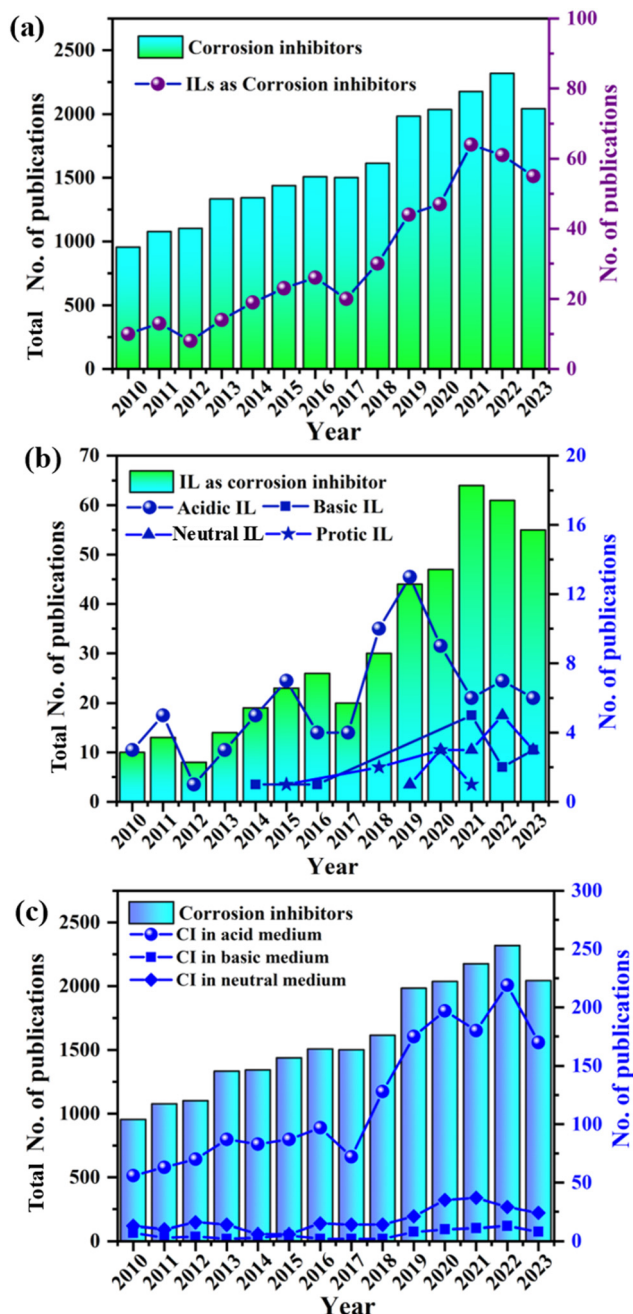 (a)
Corrosion inhibitors
ILs as Corrosion inhibitors
Total No. of publications
0
500
1000
1500
2000
2500
No. of publications
0
20
40
60
80
100
2010 2011 2012 2013 2014 2015 2016 2017 2018 2019 2020 2021 2022 2023
Year
(b)
IL as corrosion inhibitor
Acidic IL Basic IL
Neutral IL Protic IL
Total No. of publications
0
10
20
30
40
50
60
70
No. of publications
0
4
8
12
16
20
2010 2011 2012 2013 2014 2015 2016 2017 2018 2019 2020 2021 2022 2023
Year
(c)
Corrosion inhibitors
CI in acid medium
CI in basic medium
CI in neutral medium
Total No. of publications
0
500
1000
1500
2000
2500
No. of publications
0
50
100
150
200
250
300
2010 2011 2012 2013 2014 2015 2016 2017 2018 2019 2020 2021 2022 2023
Year